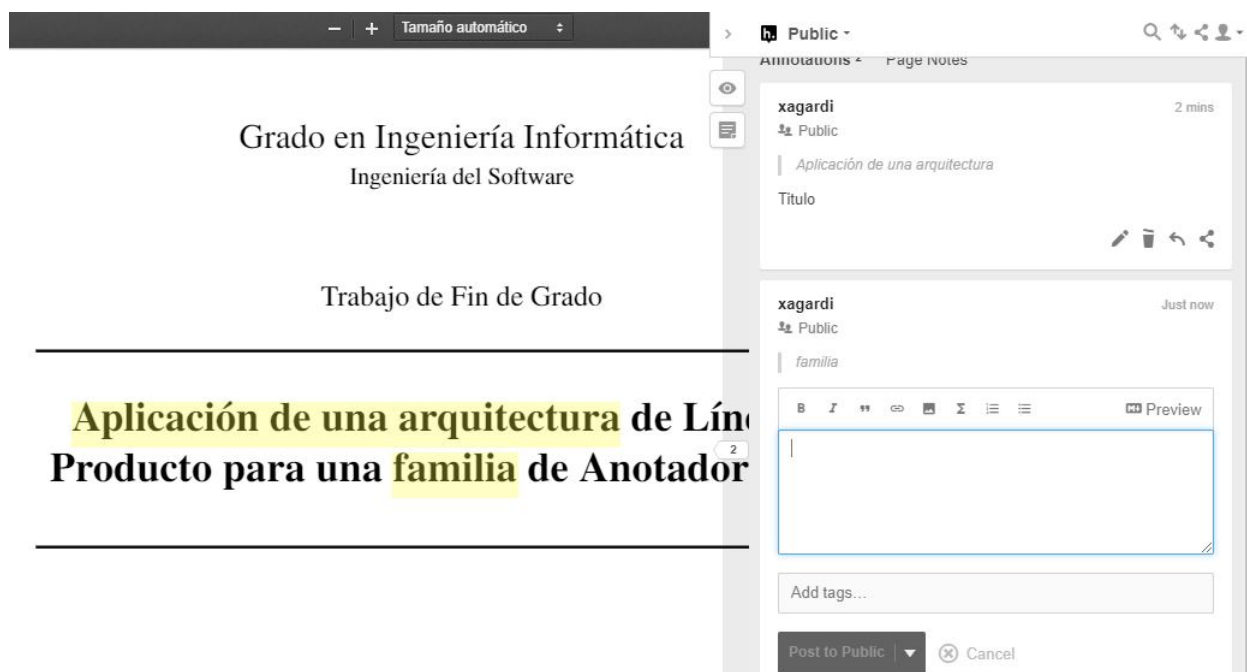 Tamaño automático
Grado en Ingeniería Informática
Ingeniería del Software
Trabajo de Fin de Grado
Aplicación de una arquitectura de Líne
Producto para una familia de Anotador
2
h. Public
Annotations 2 Page Notes
xagardi 2 mins
Public
Aplicación de una arquitectura
Titulo
xagardi Just now
Public
familia
B I " Σ Preview
Add tags...
Post to Public Cancel